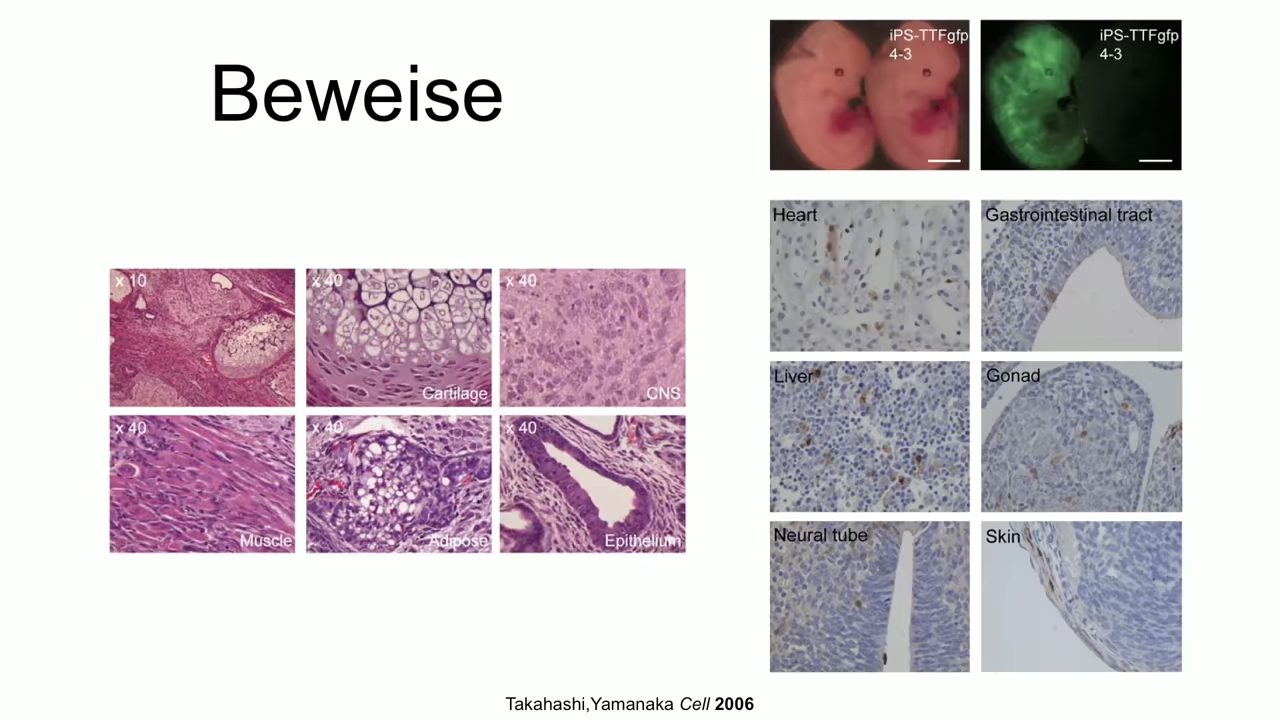 Beweise
x 10
x 40
Cartilage
x 40
CNS
x 40
Muscle
x 40
Adipose
x 40
Epithelium
iPS-TTFgfp
4-3
iPS-TTFgfp
4-3
Heart
Gastrointestinal tract
Liver
Gonad
Neural tube
Skin
Takahashi,Yamanaka Cell 2006